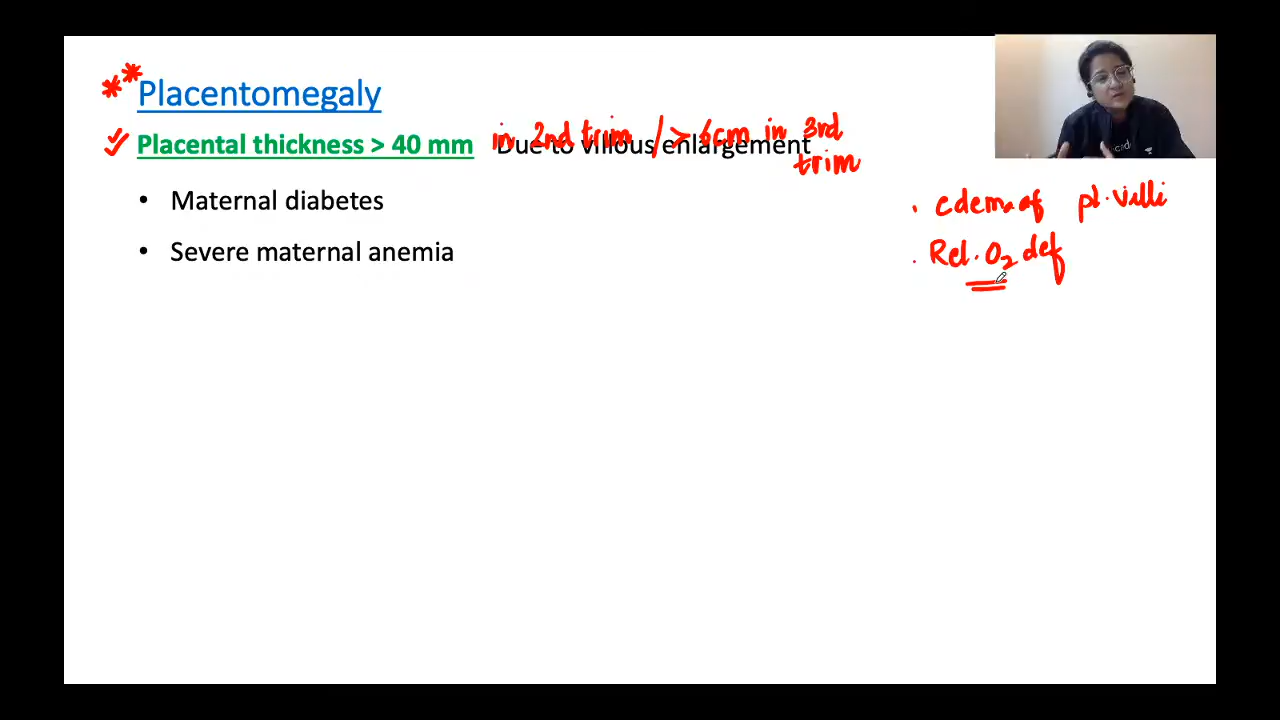 **Placentomegaly
Placental thickness > 40 mm in 2nd trim / > 6cm in 3rd trim
Due to villous enlargement
• Maternal diabetes
• Severe maternal anemia
• edema of pl. villi
• Rel. O2 def